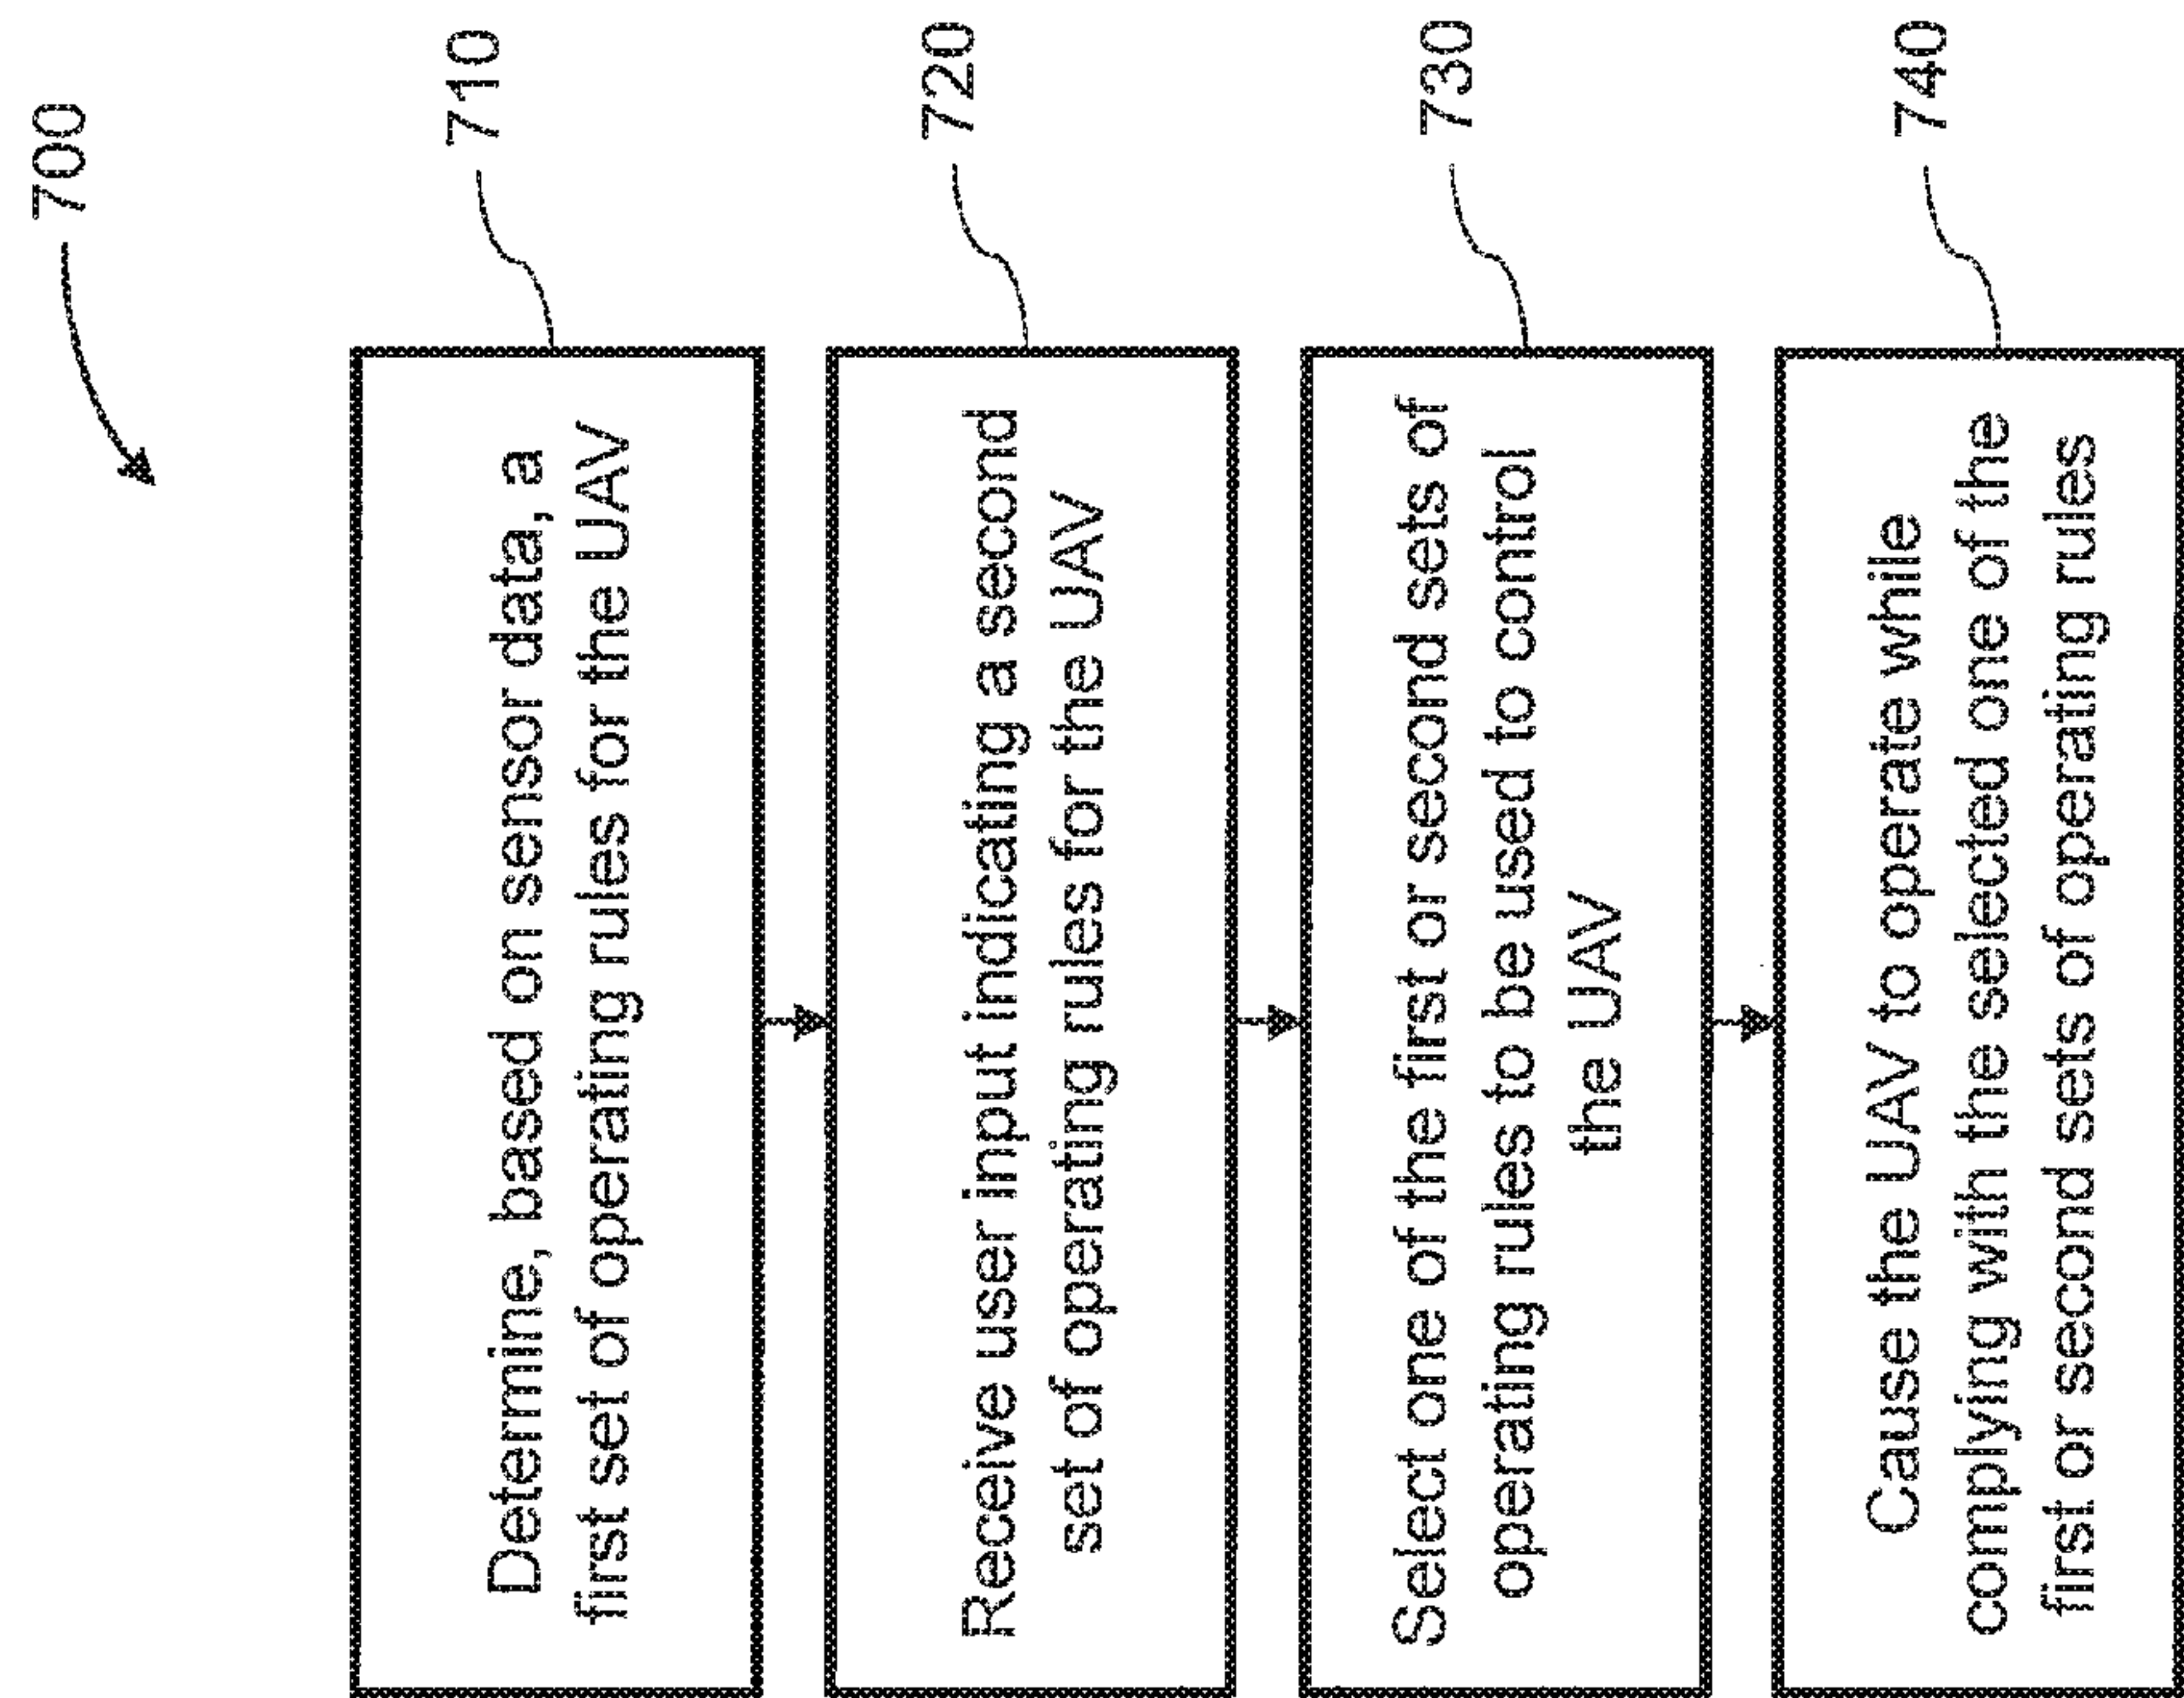 700
Determine, based on sensor data, a
first set of operating rules for the UAV
710
Receive user input indicating a second
set of operating rules for the UAV
720
Select one of the first or second sets of
operating rules to be used to control
the UAV
730
Cause the UAV to operate while
complying with the selected one of the
first or second sets of operating rules
740